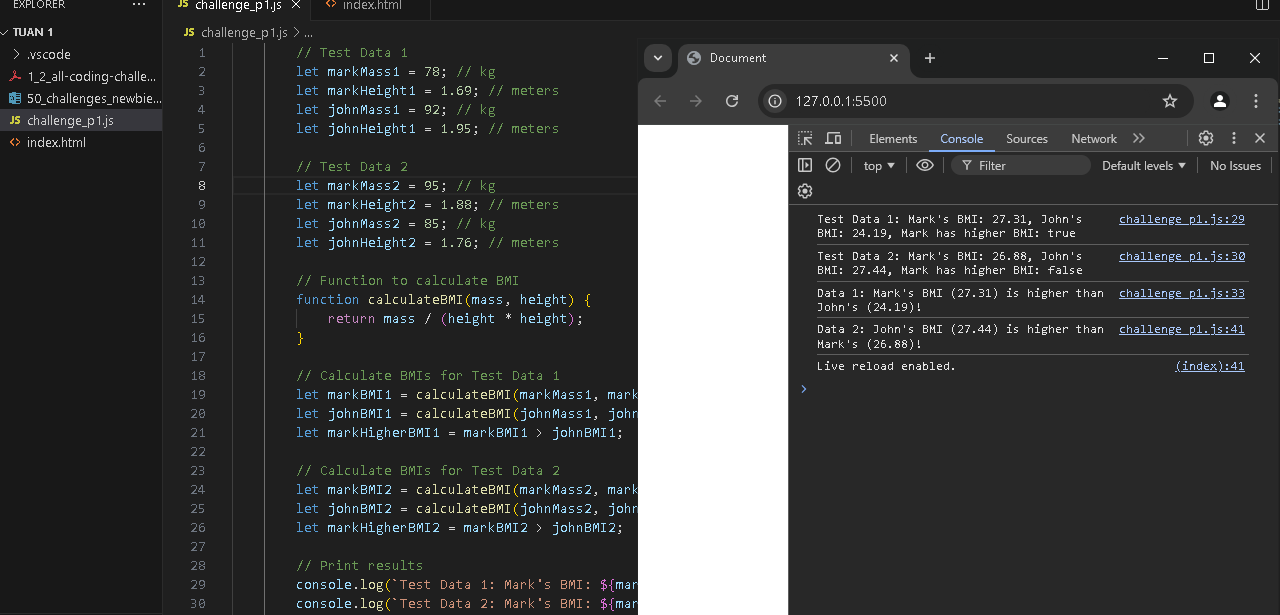 EXPLORER ...
TUAN 1
.vscode
1_2_all-coding-challe...
50_challenges_newbie...
JS challenge_p1.js
<> index.html
JS challenge_p1.js ×
<> index.html
JS challenge_p1.js > ...
1 // Test Data 1
2 let markMass1 = 78; // kg
3 let markHeight1 = 1.69; // meters
4 let johnMass1 = 92; // kg
5 let johnHeight1 = 1.95; // meters
6
7 // Test Data 2
8 let markMass2 = 95; // kg
9 let markHeight2 = 1.88; // meters
10 let johnMass2 = 85; // kg
11 let johnHeight2 = 1.76; // meters
12
13 // Function to calculate BMI
14 function calculateBMI(mass, height) {
15 return mass / (height * height);
16 }
17
18 // Calculate BMIs for Test Data 1
19 let markBMI1 = calculateBMI(markMass1, mark
20 let johnBMI1 = calculateBMI(johnMass1, john
21 let markHigherBMI1 = markBMI1 > johnBMI1;
22
23 // Calculate BMIs for Test Data 2
24 let markBMI2 = calculateBMI(markMass2, mark
25 let johnBMI2 = calculateBMI(johnMass2, john
26 let markHigherBMI2 = markBMI2 > johnBMI2;
27
28 // Print results
29 console.log(`Test Data 1: Mark's BMI: ${mar
30 console.log(`Test Data 2: Mark's BMI: ${mar
Document
127.0.0.1:5500
Elements Console Sources Network
top Filter Default levels No Issues
Test Data 1: Mark's BMI: 27.31, John's challenge_p1.js:29
BMI: 24.19, Mark has higher BMI: true
Test Data 2: Mark's BMI: 26.88, John's challenge_p1.js:30
BMI: 27.44, Mark has higher BMI: false
Data 1: Mark's BMI (27.31) is higher than challenge_p1.js:33
John's (24.19)!
Data 2: John's BMI (27.44) is higher than challenge_p1.js:41
Mark's (26.88)!
Live reload enabled. (index):41